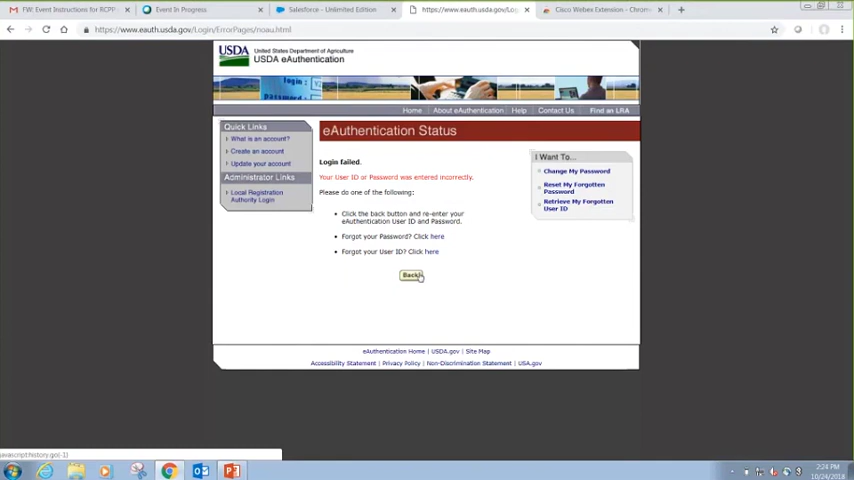 FW: Event Instructions for RCPP
Event In Progress
Salesforce - Unlimited Edition
https://www.eauth.usda.gov/Log
Cisco Webex Extension - Chrom
https://www.eauth.usda.gov/Login/ErrorPages/noau.html
USDA
United States Department of Agriculture
USDA eAuthentication
login:
password:
Home About eAuthentication Help Contact Us Find an LRA
Quick Links
What is an account?
Create an account
Update your account
Administrator Links
Local Registration
Authority Login
eAuthentication Status
Login failed.
Your User ID or Password was entered incorrectly.
Please do one of the following:
Click the back button and re-enter your
eAuthentication User ID and Password.
Forgot your Password? Click here
Forgot your User ID? Click here
Back
I Want To...
Change My Password
Reset My Forgotten
Password
Retrieve My Forgotten
User ID
eAuthentication Home | USDA.gov | Site Map
Accessibility Statement | Privacy Policy | Non-Discrimination Statement | USA.gov
javascript:history.go(-1)
2:24 PM
10/24/2018